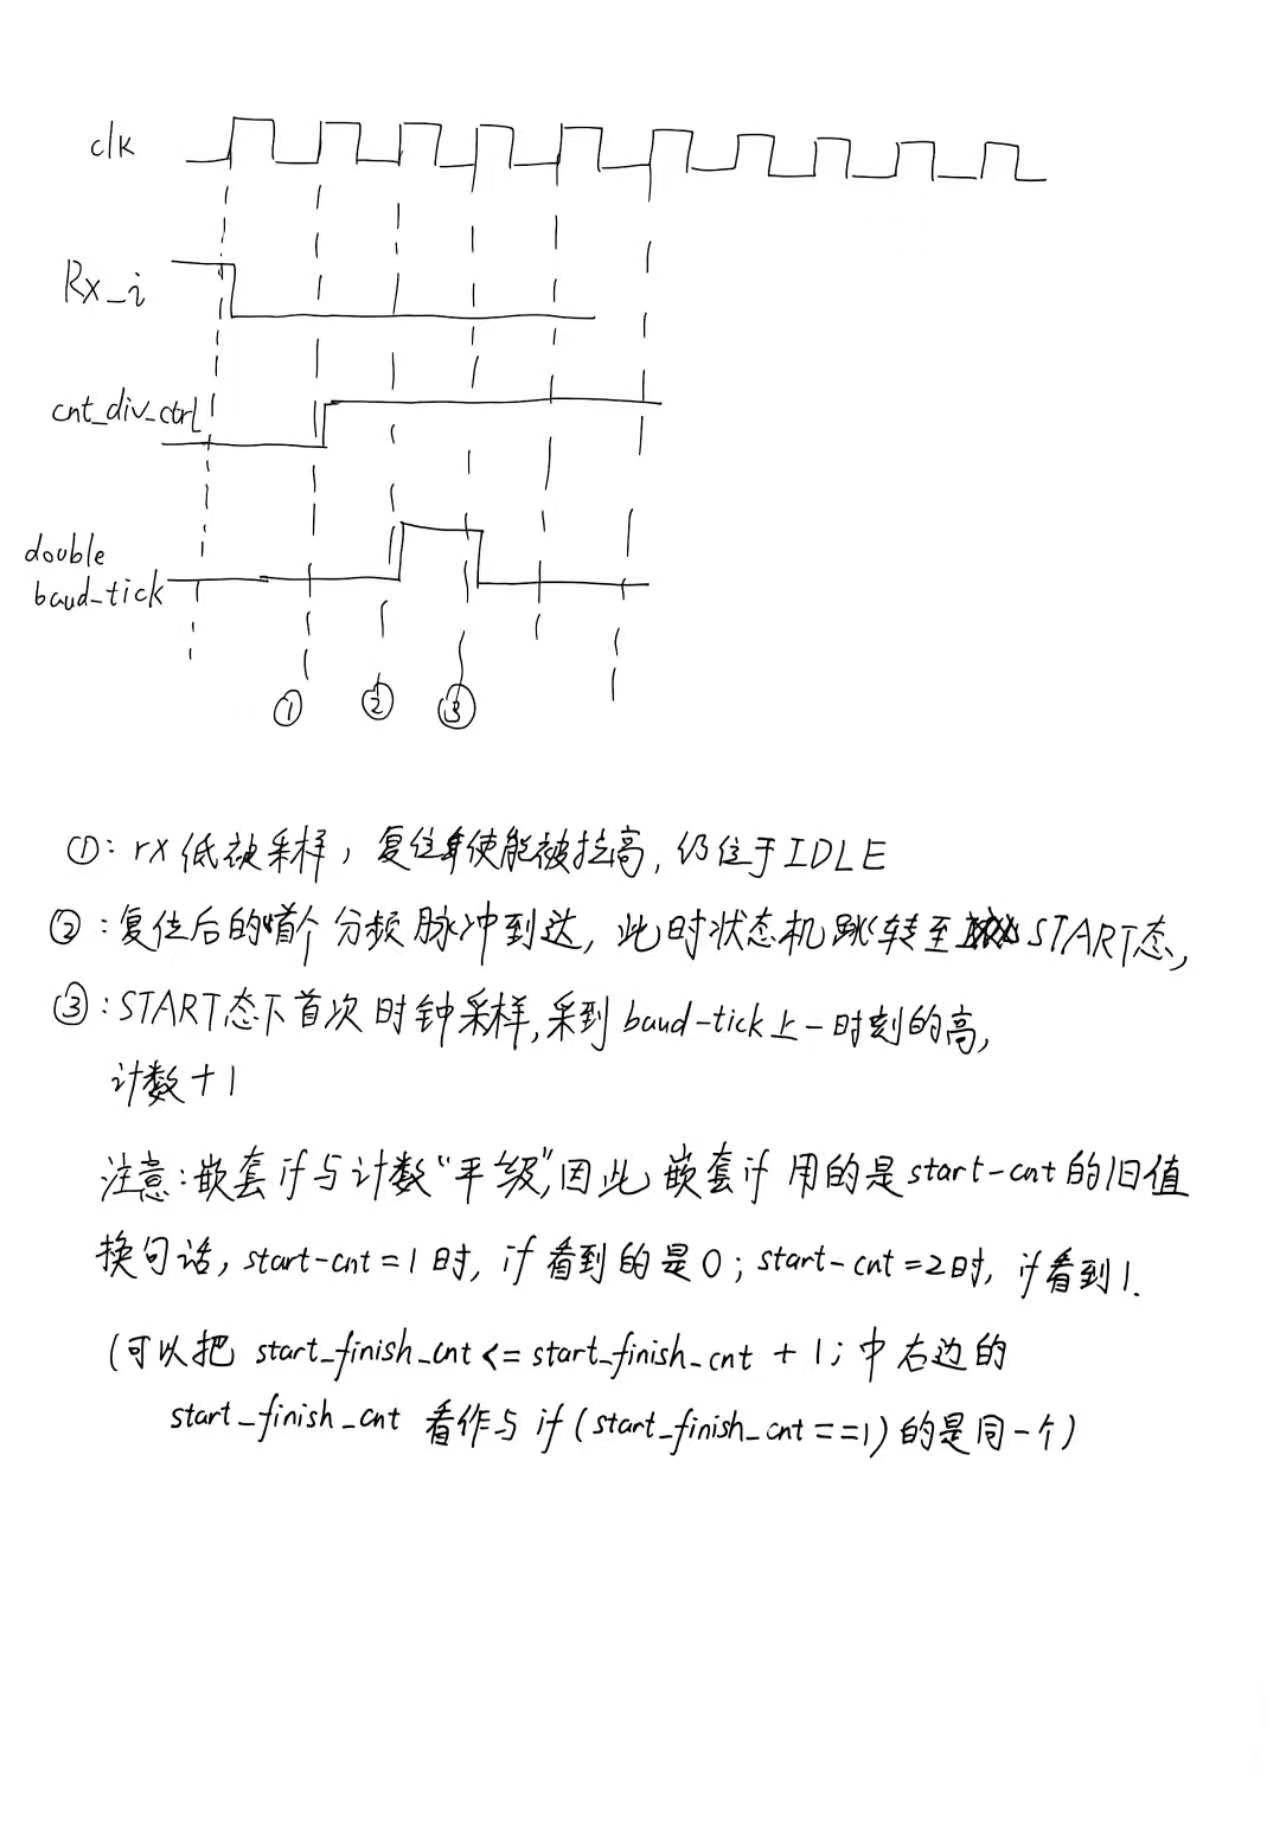 clk
Rx_i
cnt_div_ctrl
double
baud_tick
① ② ③
①: rx 低被采样, 复位使能被拉高, 仍位于IDLE
②: 复位后的首个分频脉冲到达, 此时状态机跳转至START态,
③: START态下首次时钟采样, 采到 baud-tick上一时刻的高,
计数+1
注意: 嵌套if与计数“平级”, 因此嵌套if用的是start-cnt的旧值
换句话, start-cnt=1时, if看到的是0; start-cnt=2时, if看到1.
(可以把 start_finish_cnt <= start_finish_cnt + 1; 中右边的
start_finish_cnt 看作与 if (start_finish_cnt==1) 的是同一个)